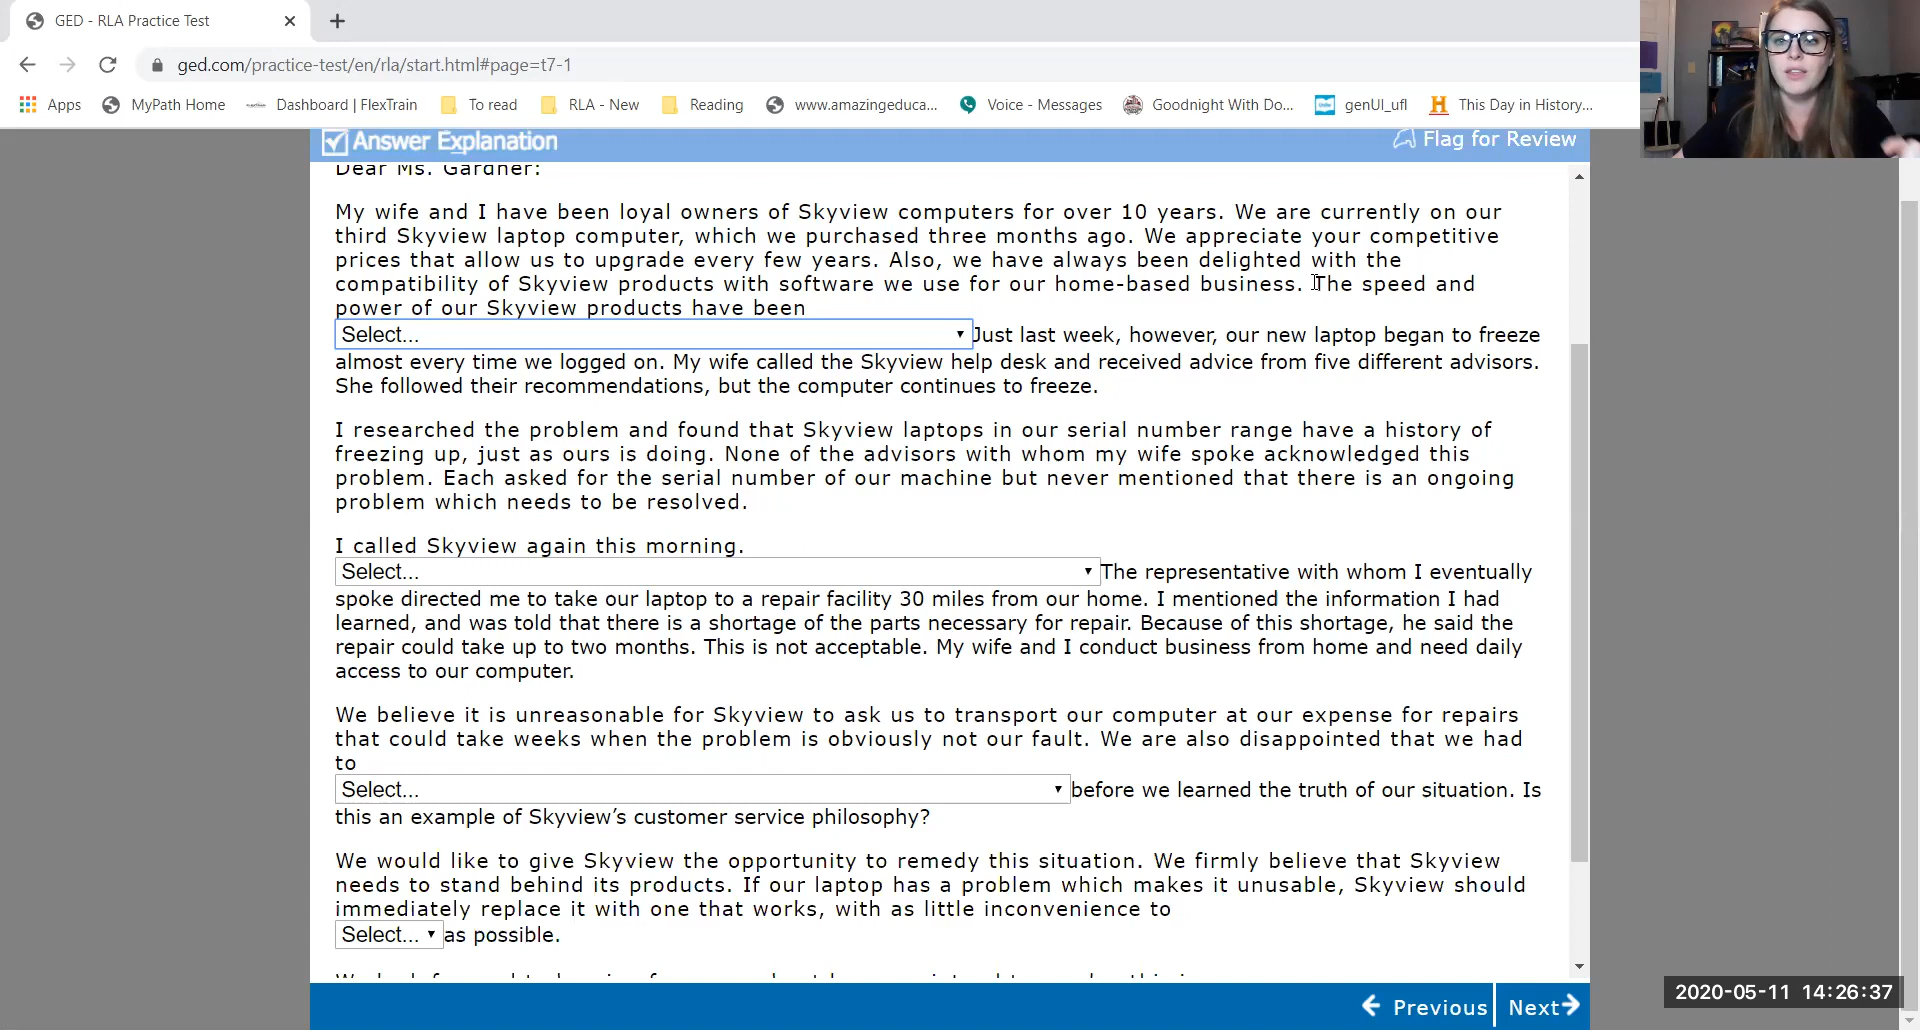 GED - RLA Practice Test
ged.com/practice-test/en/rla/start.html#page=t7-1
Apps MyPath Home Dashboard | FlexTrain To read RLA - New Reading www.amazingeduca... Voice - Messages Goodnight With Do... genUI_ufl This Day in History...
Answer Explanation Flag for Review
Dear Ms. Gardner:
My wife and I have been loyal owners of Skyview computers for over 10 years. We are currently on our
third Skyview laptop computer, which we purchased three months ago. We appreciate your competitive
prices that allow us to upgrade every few years. Also, we have always been delighted with the
compatibility of Skyview products with software we use for our home-based business. The speed and
power of our Skyview products have been
Select... Just last week, however, our new laptop began to freeze
almost every time we logged on. My wife called the Skyview help desk and received advice from five different advisors.
She followed their recommendations, but the computer continues to freeze.
I researched the problem and found that Skyview laptops in our serial number range have a history of
freezing up, just as ours is doing. None of the advisors with whom my wife spoke acknowledged this
problem. Each asked for the serial number of our machine but never mentioned that there is an ongoing
problem which needs to be resolved.
I called Skyview again this morning.
Select... The representative with whom I eventually
spoke directed me to take our laptop to a repair facility 30 miles from our home. I mentioned the information I had
learned, and was told that there is a shortage of the parts necessary for repair. Because of this shortage, he said the
repair could take up to two months. This is not acceptable. My wife and I conduct business from home and need daily
access to our computer.
We believe it is unreasonable for Skyview to ask us to transport our computer at our expense for repairs
that could take weeks when the problem is obviously not our fault. We are also disappointed that we had
to
Select... before we learned the truth of our situation. Is
this an example of Skyview's customer service philosophy?
We would like to give Skyview the opportunity to remedy this situation. We firmly believe that Skyview
needs to stand behind its products. If our laptop has a problem which makes it unusable, Skyview should
immediately replace it with one that works, with as little inconvenience to
Select... as possible.
Previous Next
2020-05-11 14:26:37